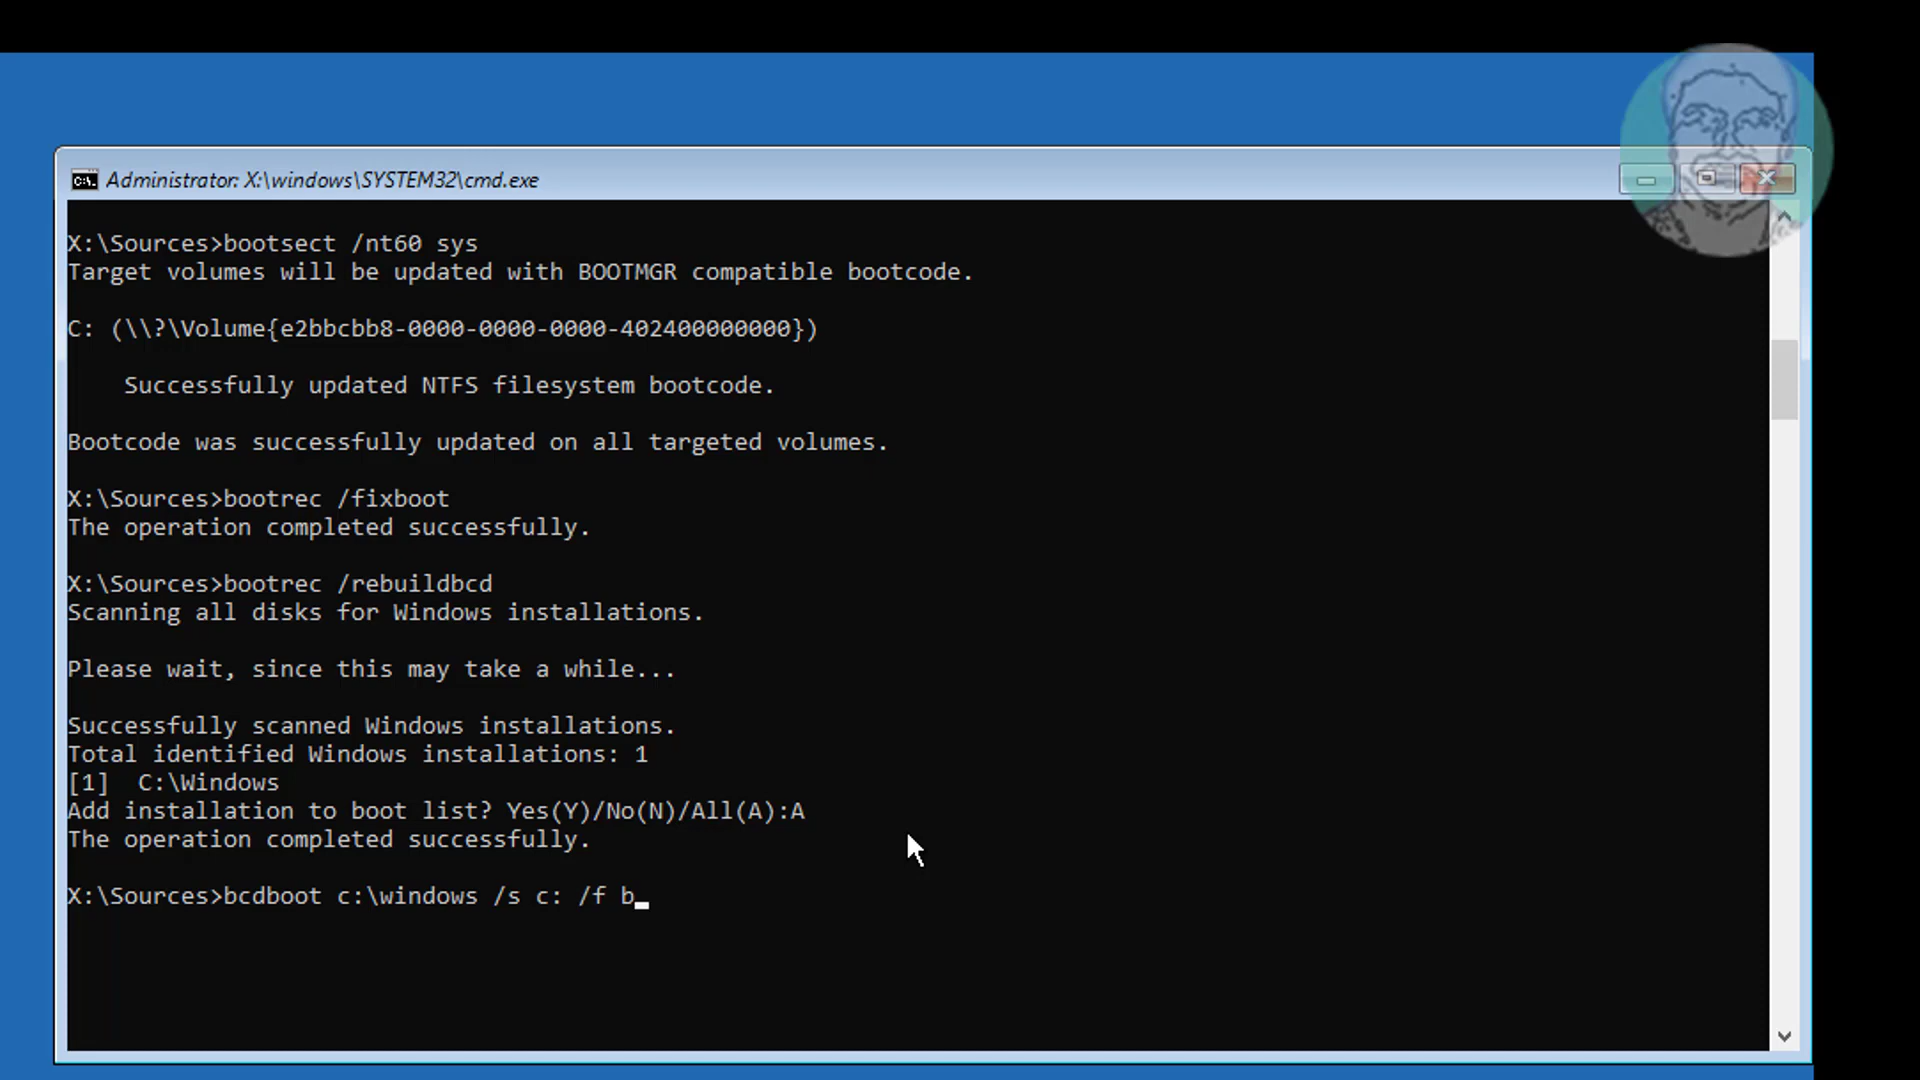 Administrator: X:\windows\SYSTEM32\cmd.exe
X:\Sources>bootsect /nt60 sys
Target volumes will be updated with BOOTMGR compatible bootcode.
C: (\\?\Volume{e2bbcbb8-0000-0000-0000-402400000000})
Successfully updated NTFS filesystem bootcode.
Bootcode was successfully updated on all targeted volumes.
X:\Sources>bootrec /fixboot
The operation completed successfully.
X:\Sources>bootrec /rebuildbcd
Scanning all disks for Windows installations.
Please wait, since this may take a while...
Successfully scanned Windows installations.
Total identified Windows installations: 1
[1]  C:\Windows
Add installation to boot list? Yes(Y)/No(N)/All(A):A
The operation completed successfully.
X:\Sources>bcdboot c:\windows /s c: /f b_